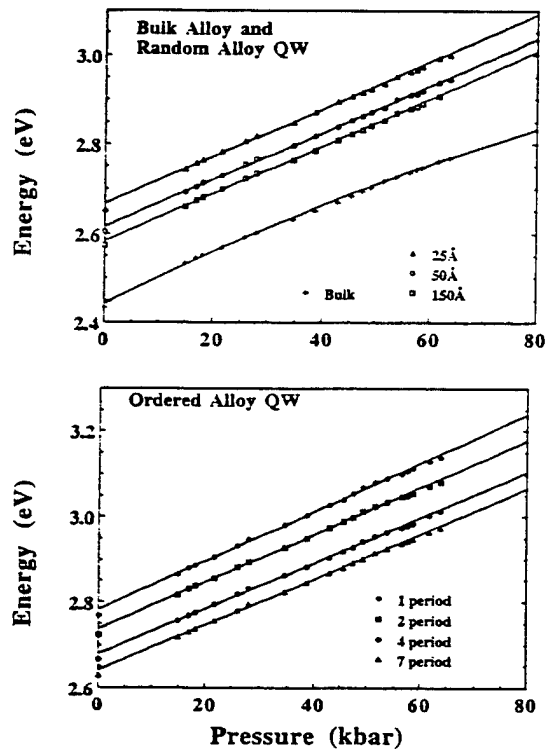 Buik Alloy and
Random Alloy QW
3.0
2.8
2.6
2.4
Energy (eV)
25Å
50Å
Buik
150Å
0
20
40
60
80
Ordered Alloy QW
3.2
3.0
2.8
2.6
Energy (eV)
1 period
2 period
4 period
7 period
0
20
40
60
80
Pressure (kbar)